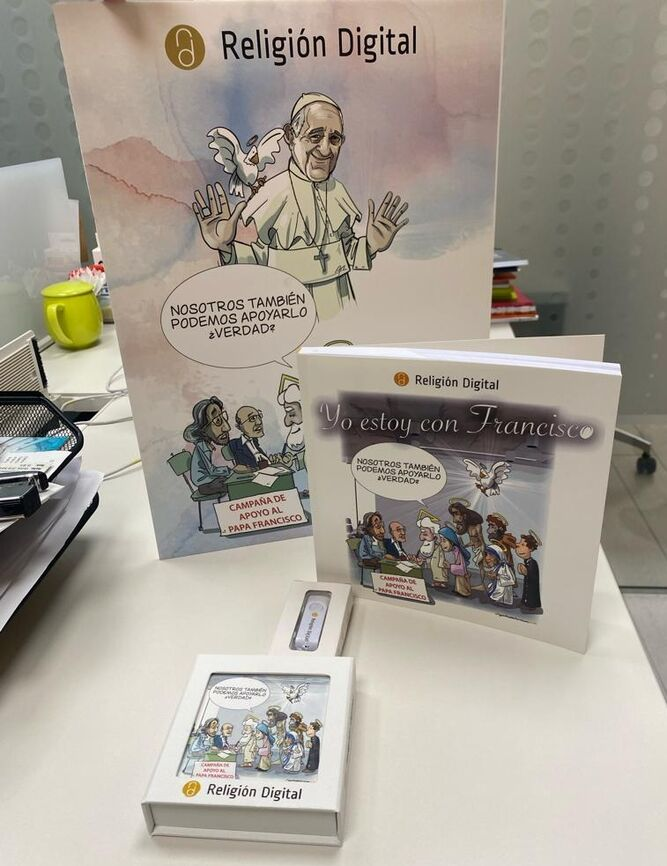 Religión Digital
NOSOTROS TAMBIÉN
PODEMOS APOYARLO
¿VERDAD?
CAMPAÑA DE
APOYO AL
PAPA FRANCISCO
Religión Digital
Yo estoy con Francisco
NOSOTROS TAMBIÉN
PODEMOS APOYARLO
¿VERDAD?
CAMPAÑA DE
APOYO AL
PAPA FRANCISCO
Religión Digital
NOSOTROS TAMBIÉN
PODEMOS APOYARLO
¿VERDAD?
CAMPAÑA DE
APOYO AL
PAPA FRANCISCO
Religión Digital